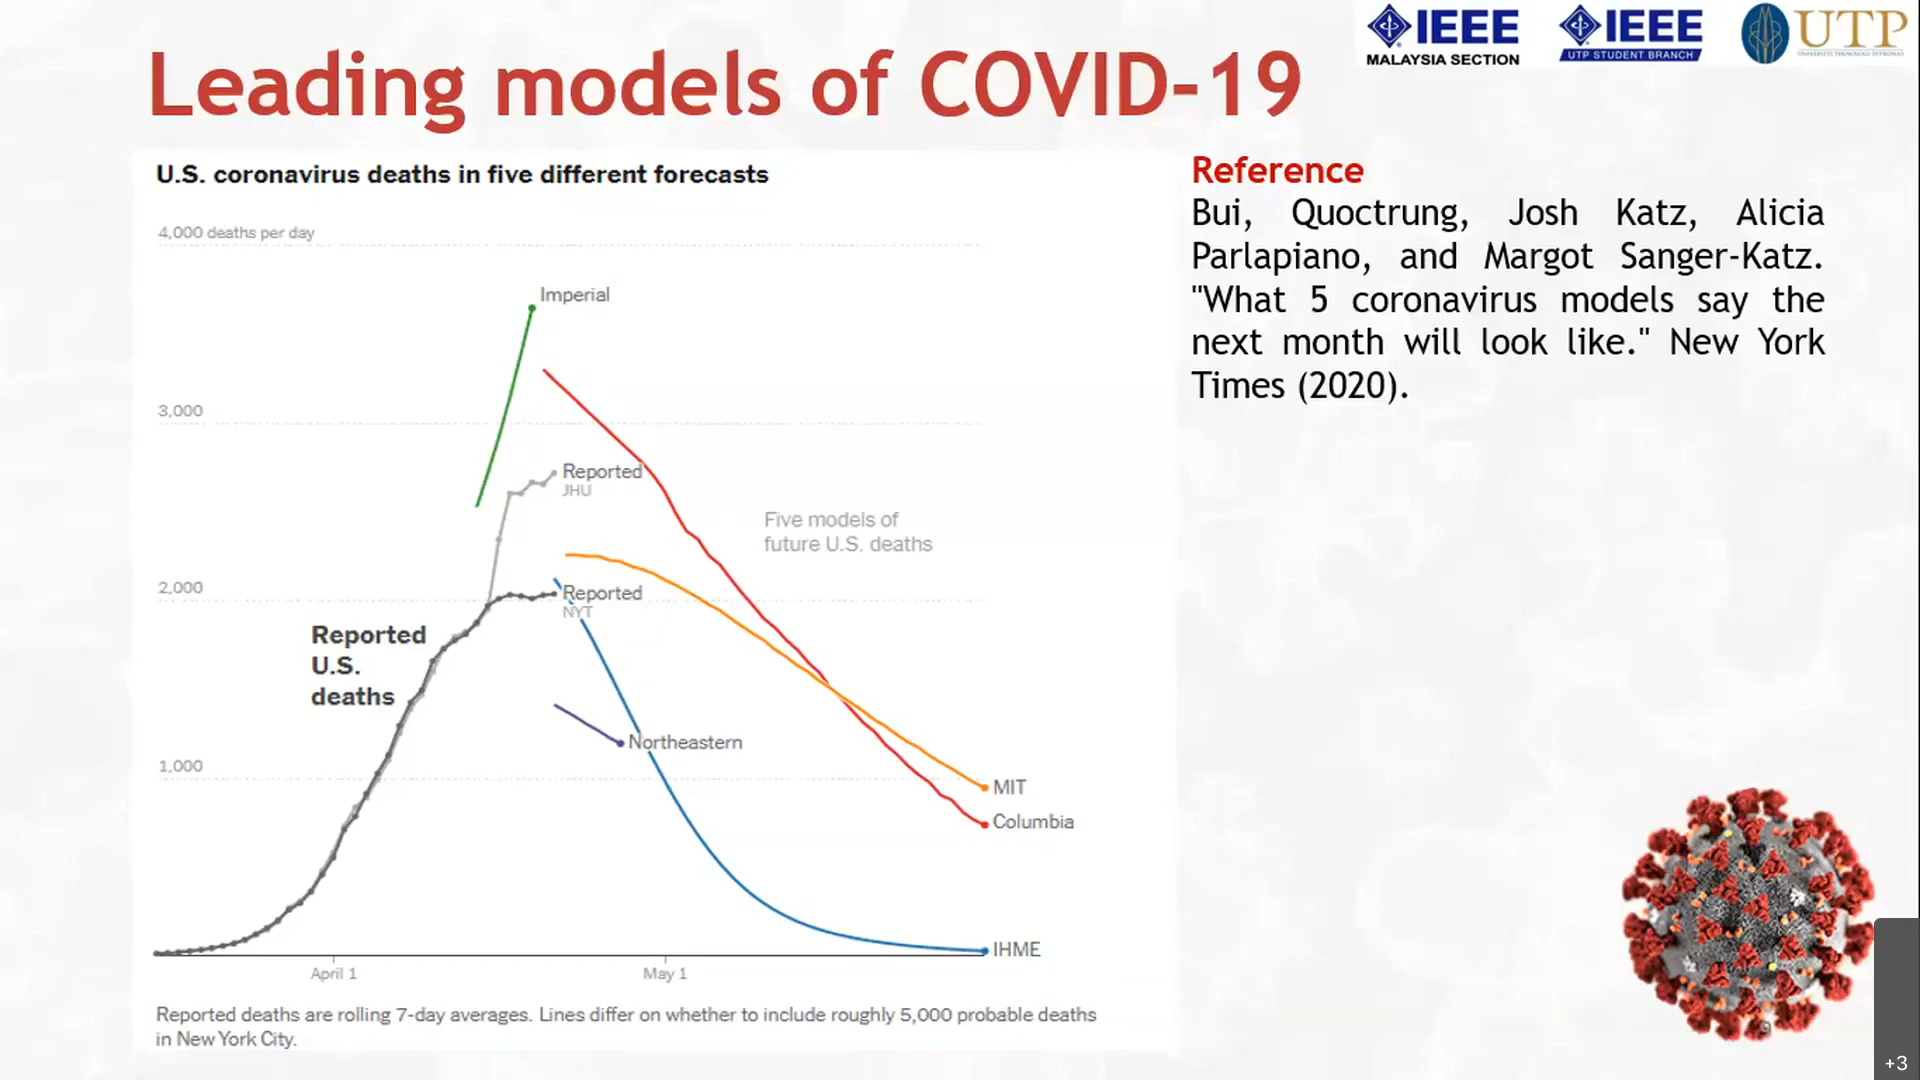 IEEE
MALAYSIA SECTION
IEEE
UTP STUDENT BRANCH
UTP
UNIVERSITI TEKNOLOGI PETRONAS
Leading models of COVID-19
U.S. coronavirus deaths in five different forecasts
4,000 deaths per day
Imperial
3,000
Reported
JHU
Five models of
future U.S. deaths
2,000
Reported
NYT
Reported
U.S.
deaths
Northeastern
1,000
MIT
Columbia
IHME
April 1
May 1
Reported deaths are rolling 7-day averages. Lines differ on whether to include roughly 5,000 probable deaths
in New York City.
Reference
Bui, Quoctrung, Josh Katz, Alicia
Parlapiano, and Margot Sanger-Katz.
"What 5 coronavirus models say the
next month will look like." New York
Times (2020).
9
+3